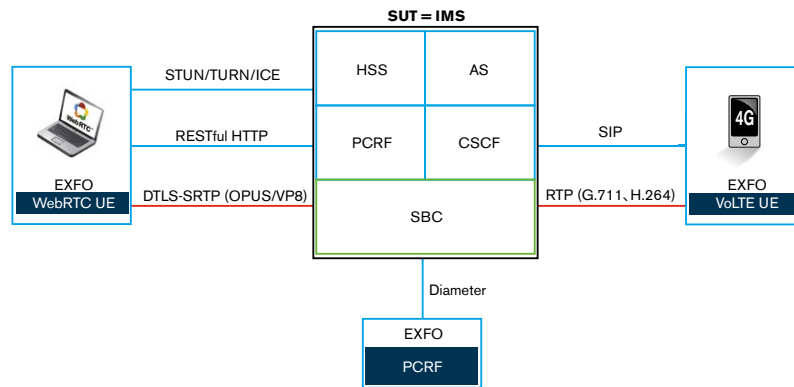 SUT = IMS
STUN/TURN/ICE
HSS
AS
WebRTC
RESTful HTTP
PCRF
CSCF
SIP
4G
EXFO
WebRTC UE
DTLS-SRTP (OPUS/VP8)
SBC
RTP (G.711、H.264)
EXFO
VoLTE UE
Diameter
EXFO
PCRF